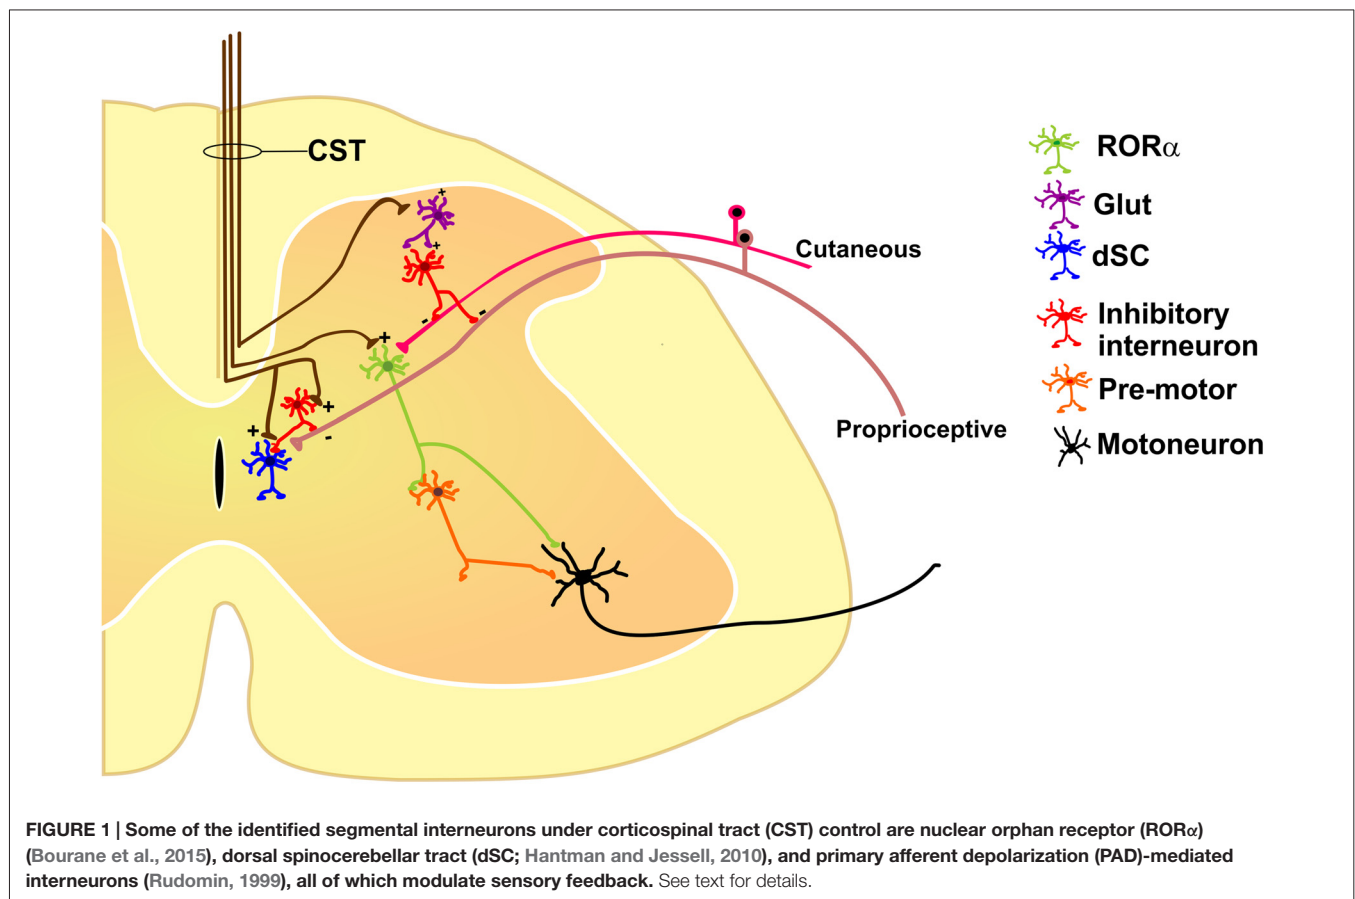 CST
+
+
-
-
+
+
+
-
Cutaneous
Proprioceptive
RORα
Glut
dSC
Inhibitory
interneuron
Pre-motor
Motoneuron
FIGURE 1 | Some of the identified segmental interneurons under corticospinal tract (CST) control are nuclear orphan receptor (RORα)
(Bourane et al., 2015), dorsal spinocerebellar tract (dSC; Hantman and Jessell, 2010), and primary afferent depolarization (PAD)-mediated
interneurons (Rudomin, 1999), all of which modulate sensory feedback. See text for details.